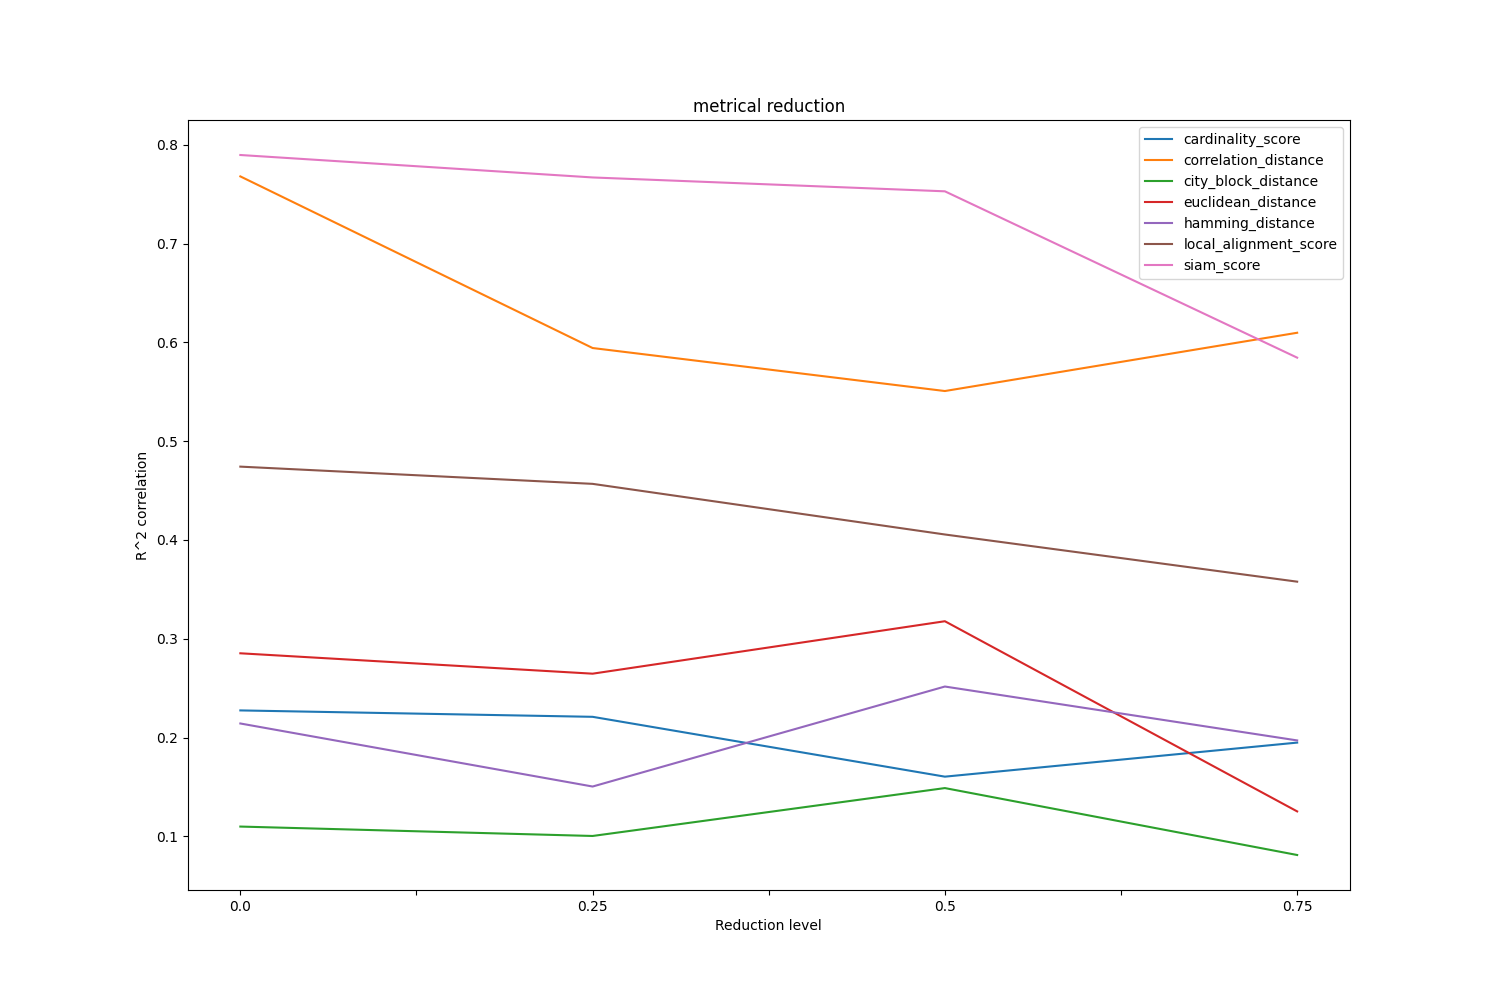 metrical reduction
cardinality_score
correlation_distance
city_block_distance
euclidean_distance
hamming_distance
local_alignment_score
siam_score
R^2 correlation
0.8
0.7
0.6
0.5
0.4
0.3
0.2
0.1
0.0 0.25 0.5 0.75
Reduction level